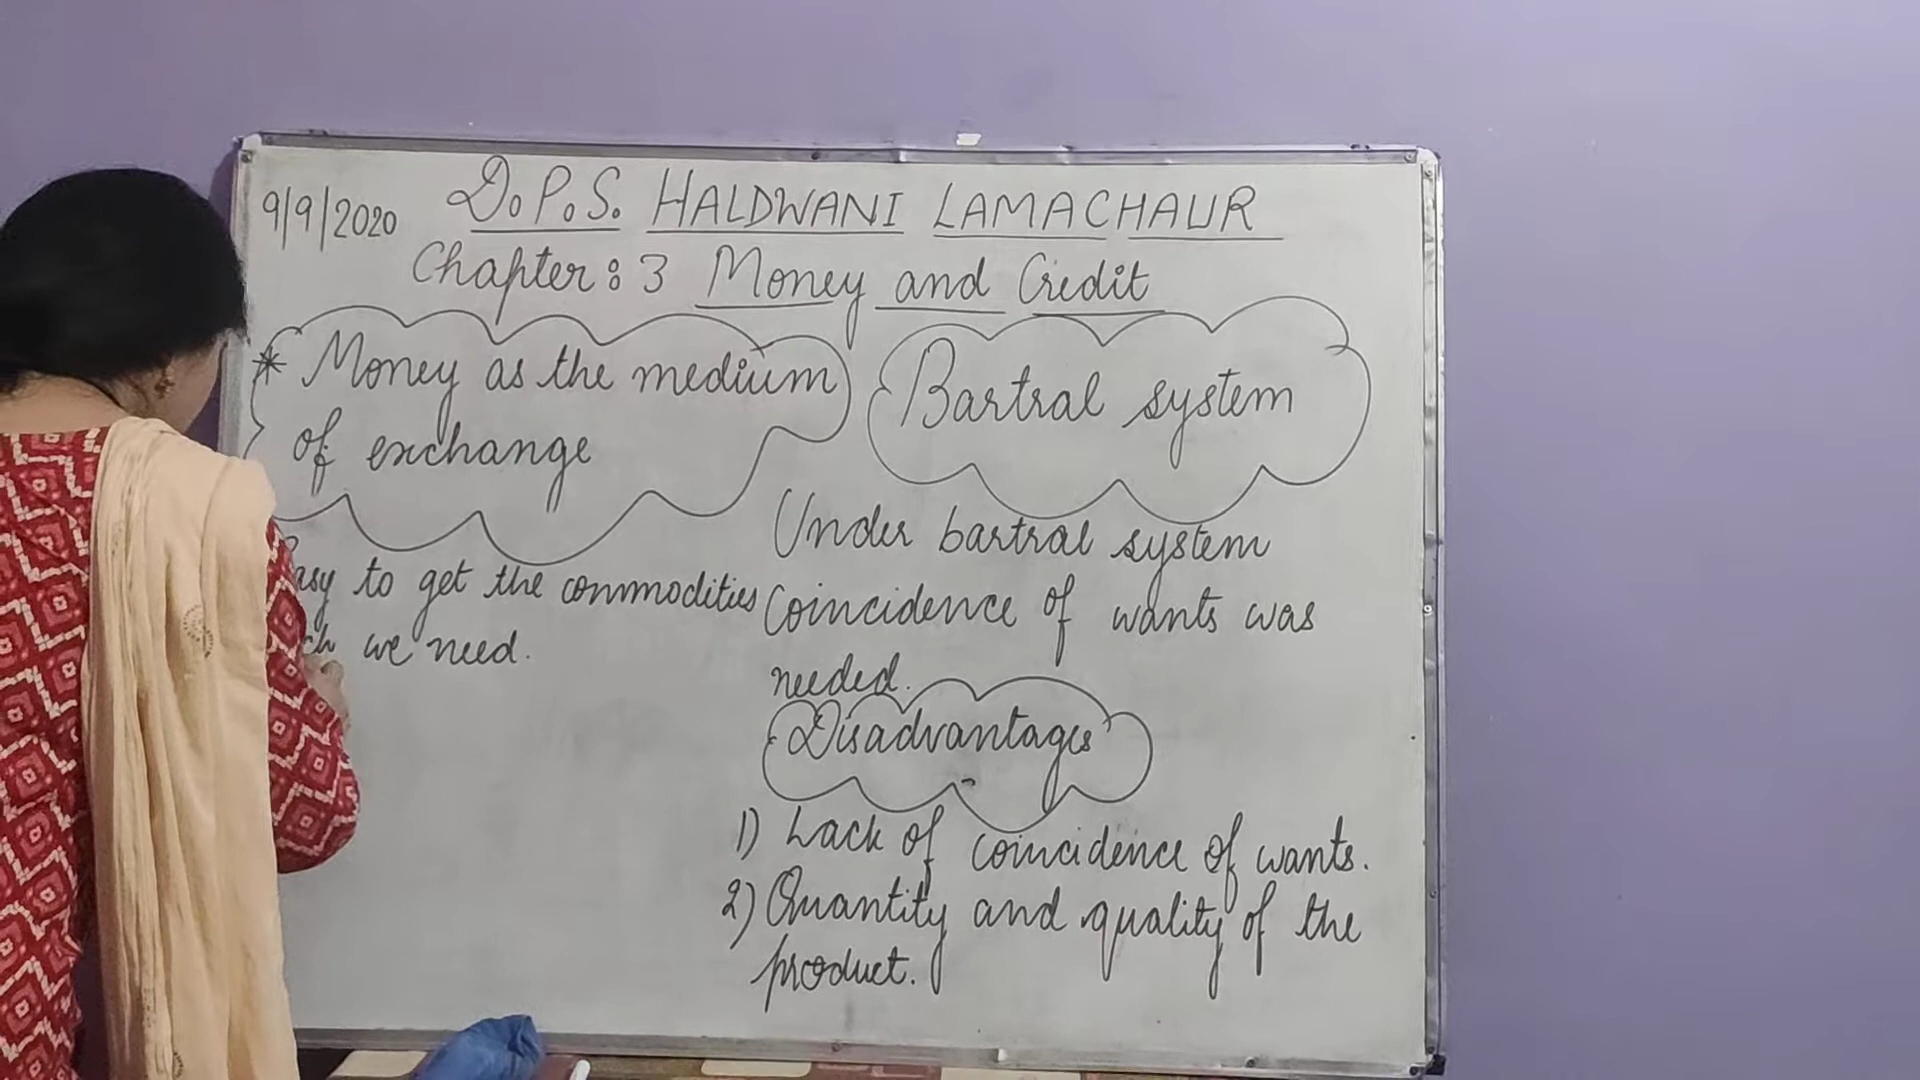 9/9/2020 D.P.S. HALDWANI LAMACHAUR
Chapter: 3 Money and Credit
* Money as the medium
of exchange
asy to get the commodities
ch we need.
Bartral system
Under bartral system
Coincidence of wants was
needed.
Disadvantages
1) Lack of coincidence of wants.
2) Quantity and quality of the
product.